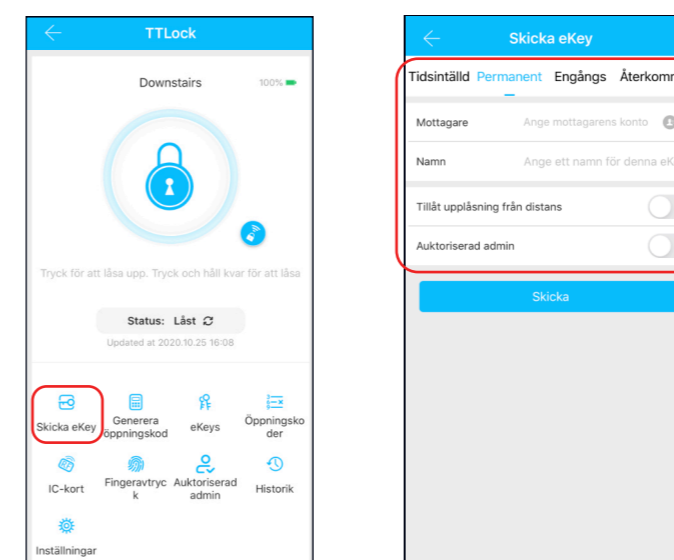 TTLock
Downstairs
100%
Tryck för att låsa upp. Tryck och håll kvar för att låsa
Status: Låst
Updated at 2020.10.25 16:08
Skicka eKey
Generera
öppningskod
eKeys
Öppningsko
der
IC-kort
Fingeravtryc
k
Auktoriserad
admin
Historik
Inställningar
Skicka eKey
Tidsintälld Permanent Engångs Återkomm
Mottagare Ange mottagarens konto
Namn Ange ett namn för denna eK
Tillåt upplåsning från distans
Auktoriserad admin
Skicka